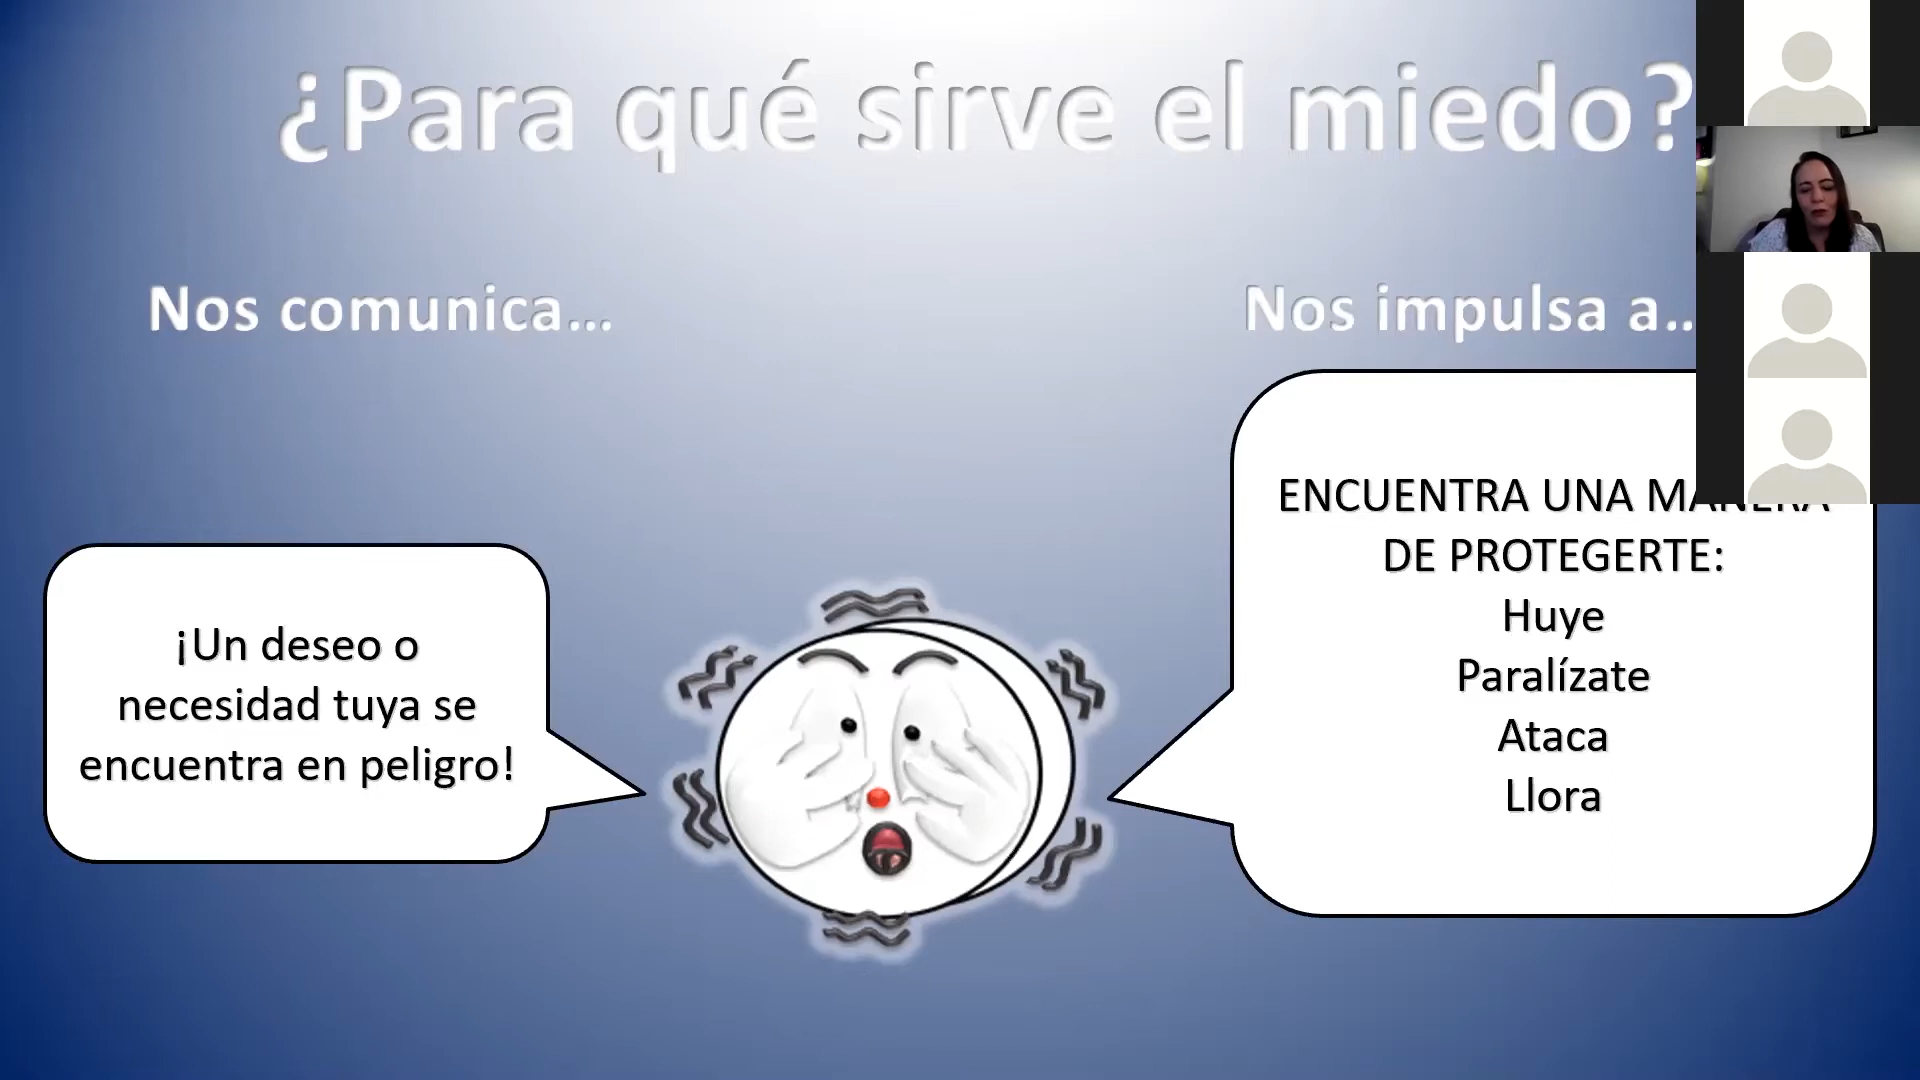 ¿Para qué sirve el miedo?
Nos comunica...
Nos impulsa a..
¡Un deseo o
necesidad tuya se
encuentra en peligro!
ENCUENTRA UNA MANERA
DE PROTEGERTE:
Huye
Paralízate
Ataca
Llora